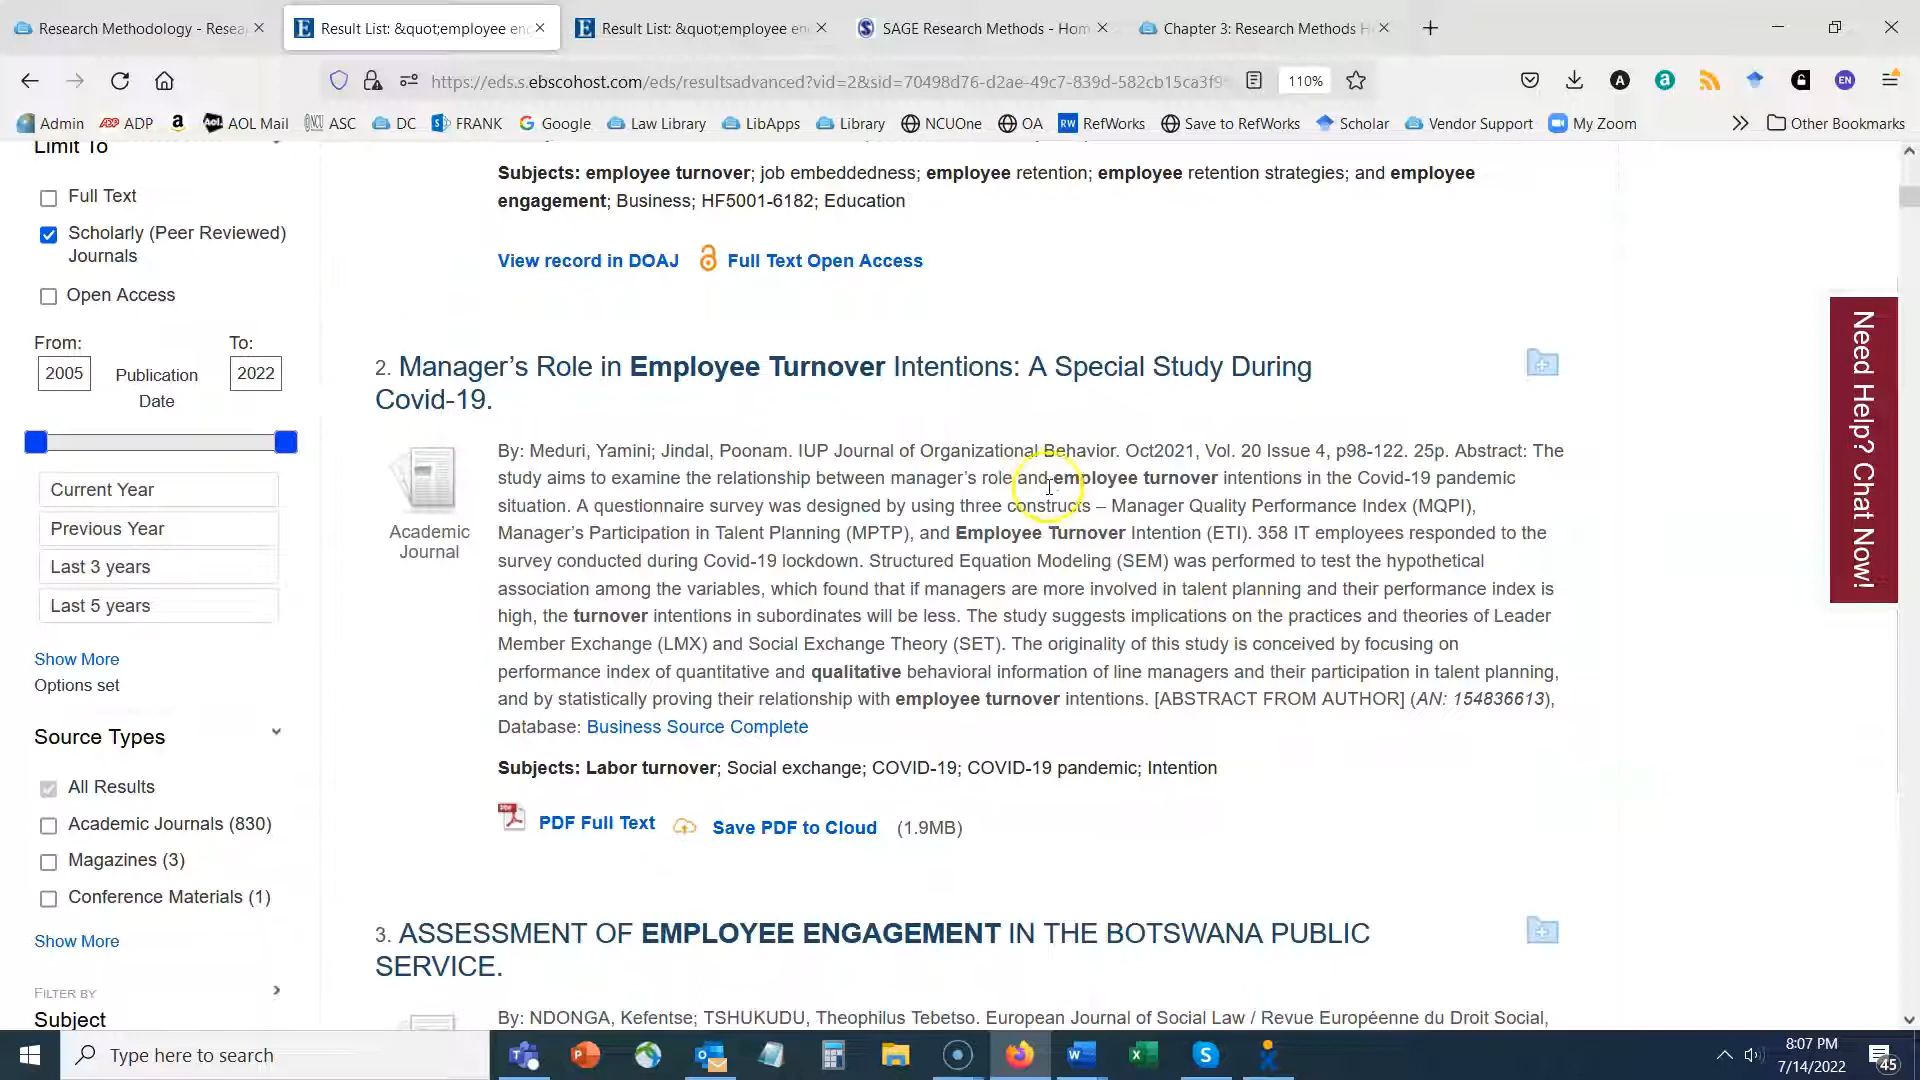 Research Methodology - Resea
Result List: &quot;employee en
Result List: &quot;employee en
SAGE Research Methods - Hom
Chapter 3: Research Methods H
https://eds.s.ebscohost.com/eds/resultsadvanced?vid=2&sid=70498d76-d2ae-49c7-839d-582cb15ca3f9
110%
Admin ADP AOL Mail ASC DC FRANK Google Law Library LibApps Library NCUOne OA RefWorks Save to RefWorks Scholar Vendor Support My Zoom Other Bookmarks
Limit To
Full Text
Scholarly (Peer Reviewed)
Journals
Open Access
From: To:
2005 Publication 2022
Date
Current Year
Previous Year
Last 3 years
Last 5 years
Show More
Options set
Source Types
All Results
Academic Journals (830)
Magazines (3)
Conference Materials (1)
Show More
FILTER BY
Subject
Subjects: employee turnover; job embeddedness; employee retention; employee retention strategies; and employee
engagement; Business; HF5001-6182; Education
View record in DOAJ Full Text Open Access
2. Manager’s Role in Employee Turnover Intentions: A Special Study During
Covid-19.
Academic
Journal
By: Meduri, Yamini; Jindal, Poonam. IUP Journal of Organizational Behavior. Oct2021, Vol. 20 Issue 4, p98-122. 25p. Abstract: The
study aims to examine the relationship between manager’s role and employee turnover intentions in the Covid-19 pandemic
situation. A questionnaire survey was designed by using three constructs – Manager Quality Performance Index (MQPI),
Manager’s Participation in Talent Planning (MPTP), and Employee Turnover Intention (ETI). 358 IT employees responded to the
survey conducted during Covid-19 lockdown. Structured Equation Modeling (SEM) was performed to test the hypothetical
association among the variables, which found that if managers are more involved in talent planning and their performance index is
high, the turnover intentions in subordinates will be less. The study suggests implications on the practices and theories of Leader
Member Exchange (LMX) and Social Exchange Theory (SET). The originality of this study is conceived by focusing on
performance index of quantitative and qualitative behavioral information of line managers and their participation in talent planning,
and by statistically proving their relationship with employee turnover intentions. [ABSTRACT FROM AUTHOR] (AN: 154836613),
Database: Business Source Complete
Subjects: Labor turnover; Social exchange; COVID-19; COVID-19 pandemic; Intention
PDF Full Text Save PDF to Cloud (1.9MB)
3. ASSESSMENT OF EMPLOYEE ENGAGEMENT IN THE BOTSWANA PUBLIC
SERVICE.
By: NDONGA, Kefentse; TSHUKUDU, Theophilus Tebetso. European Journal of Social Law / Revue Européenne du Droit Social,
Need Help? Chat Now!
Type here to search
8:07 PM
7/14/2022
45